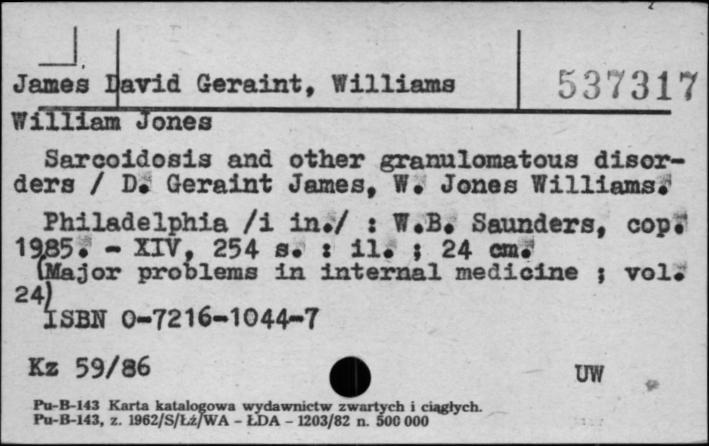 James David Geraint, Williams
537317
William Jones
Sarcoidosis and other granulomatous disor-
ders / D. Geraint James, W. Jones Williams.
Philadelphia /i in./ : W.B. Saunders, cop.
1985. - XIV, 254 s. : il. ; 24 cm.
(Major problems in internal medicine ; vol.
24)
ISBN 0-7216-1044-7
Kz 59/86
UW
Pu-B-143 Karta katalogowa wydawnictw zwartych i ciągłych.
Pu-B-143, z. 1962/S/Łż/WA - ŁDA - 1203/82 n. 500 000